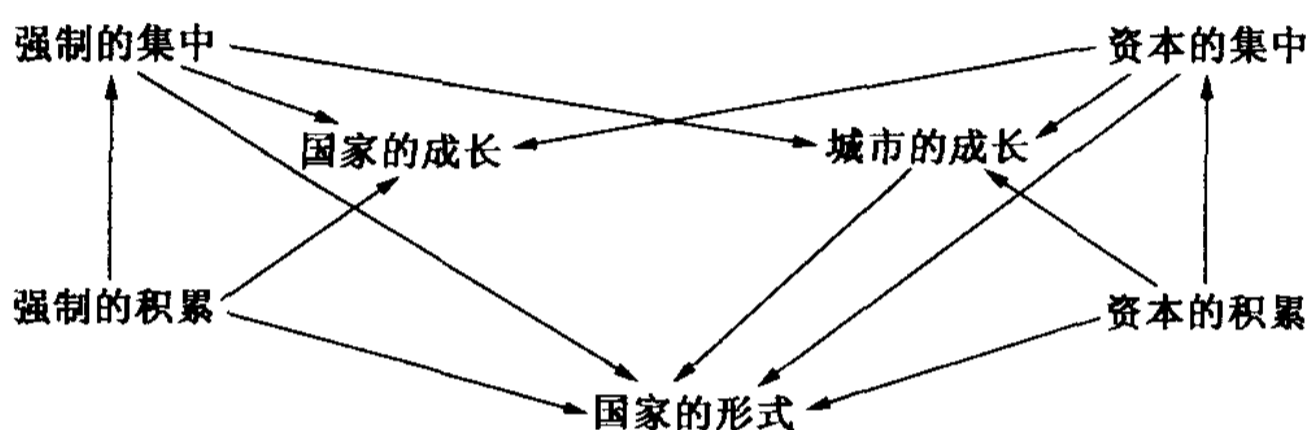 强制的集中
资本的集中
国家的成长
城市的成长
强制的积累
资本的积累
国家的形式